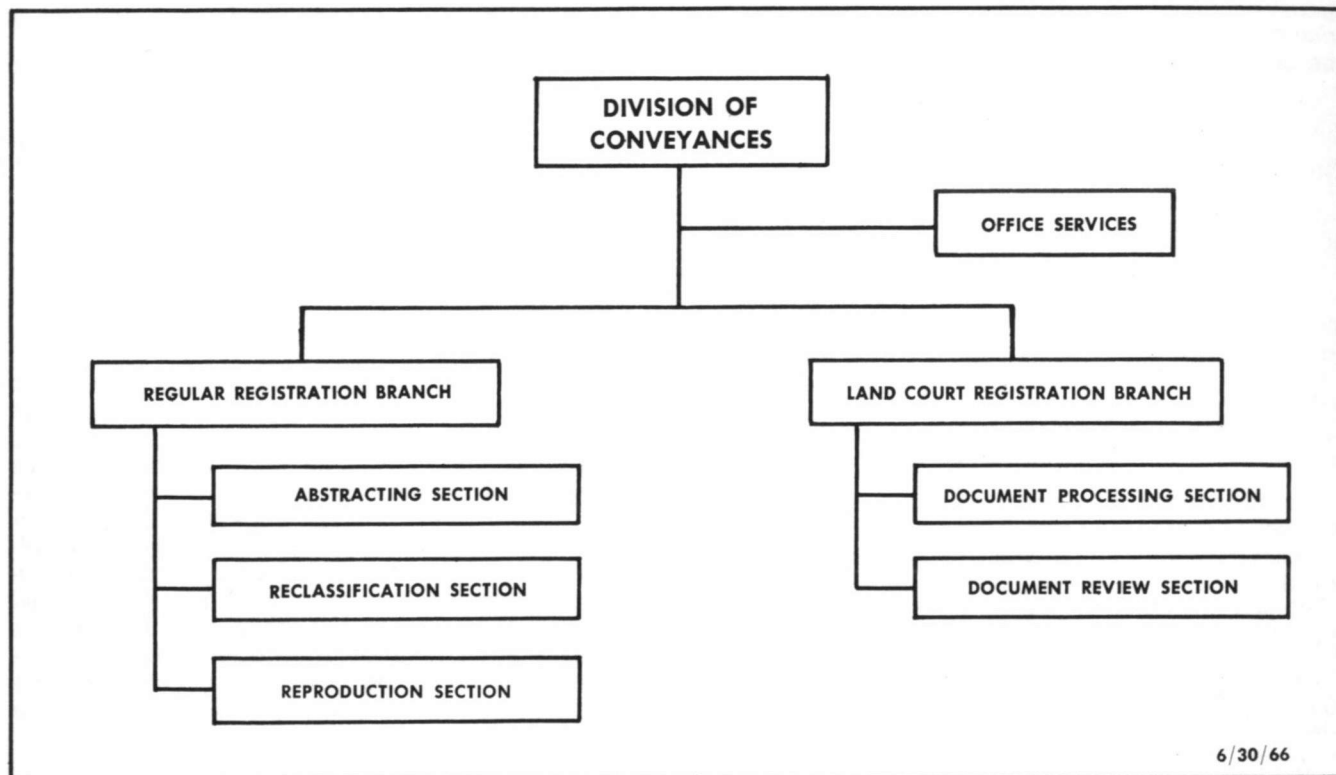 DIVISION OF
CONVEYANCES
OFFICE SERVICES
REGULAR REGISTRATION BRANCH
LAND COURT REGISTRATION BRANCH
ABSTRACTING SECTION
DOCUMENT PROCESSING SECTION
RECLASSIFICATION SECTION
DOCUMENT REVIEW SECTION
REPRODUCTION SECTION
6/30/66